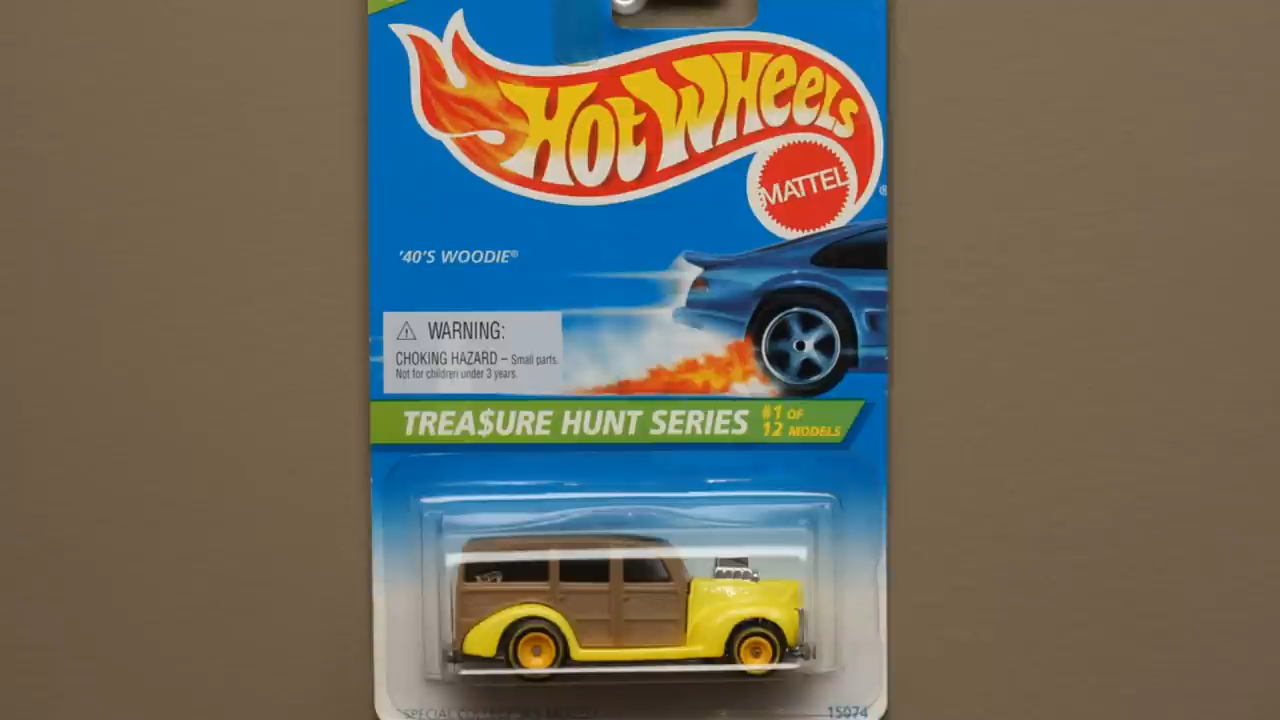 HOT WHEELS
MATTEL
®
'40'S WOODIE®
⚠ WARNING:
CHOKING HAZARD – Small parts.
Not for children under 3 years.
TREA$URE HUNT SERIES
#1 OF
12 MODELS
SPECIAL
15074